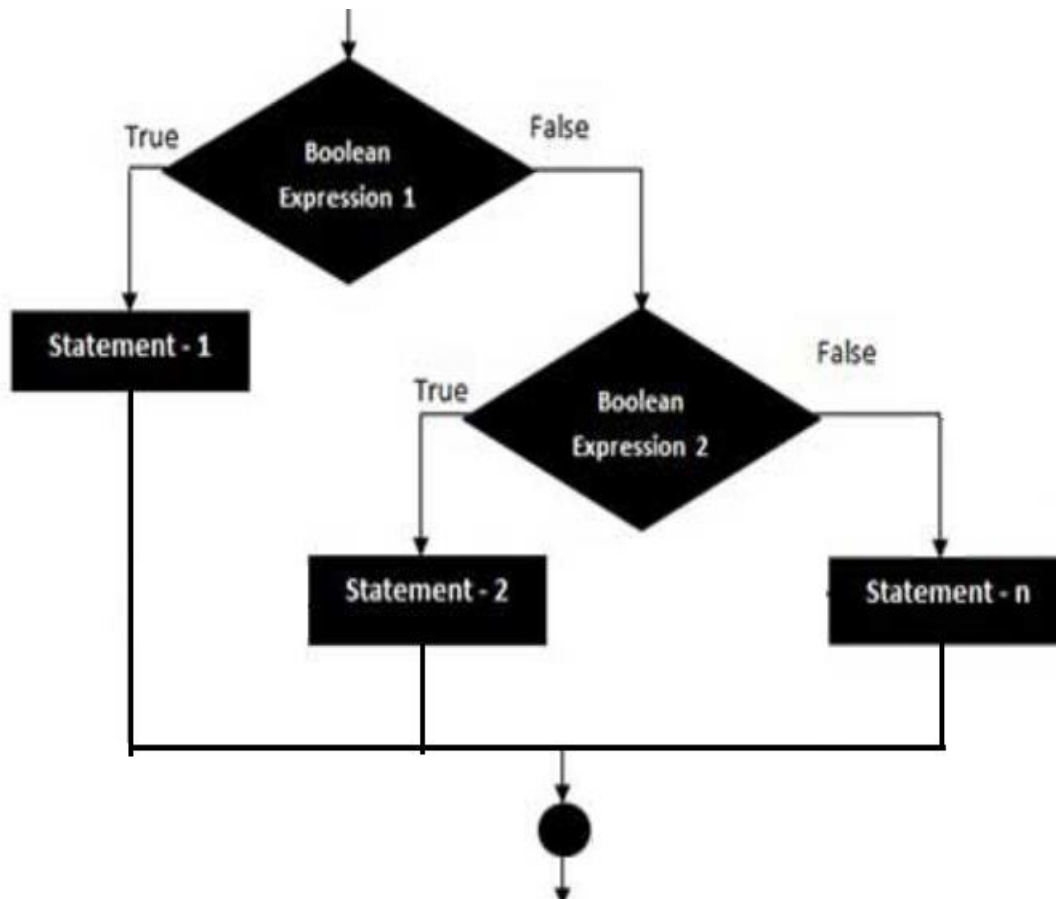 True
False
Boolean
Expression 1
Statement - 1
True
False
Boolean
Expression 2
Statement - 2
Statement - n